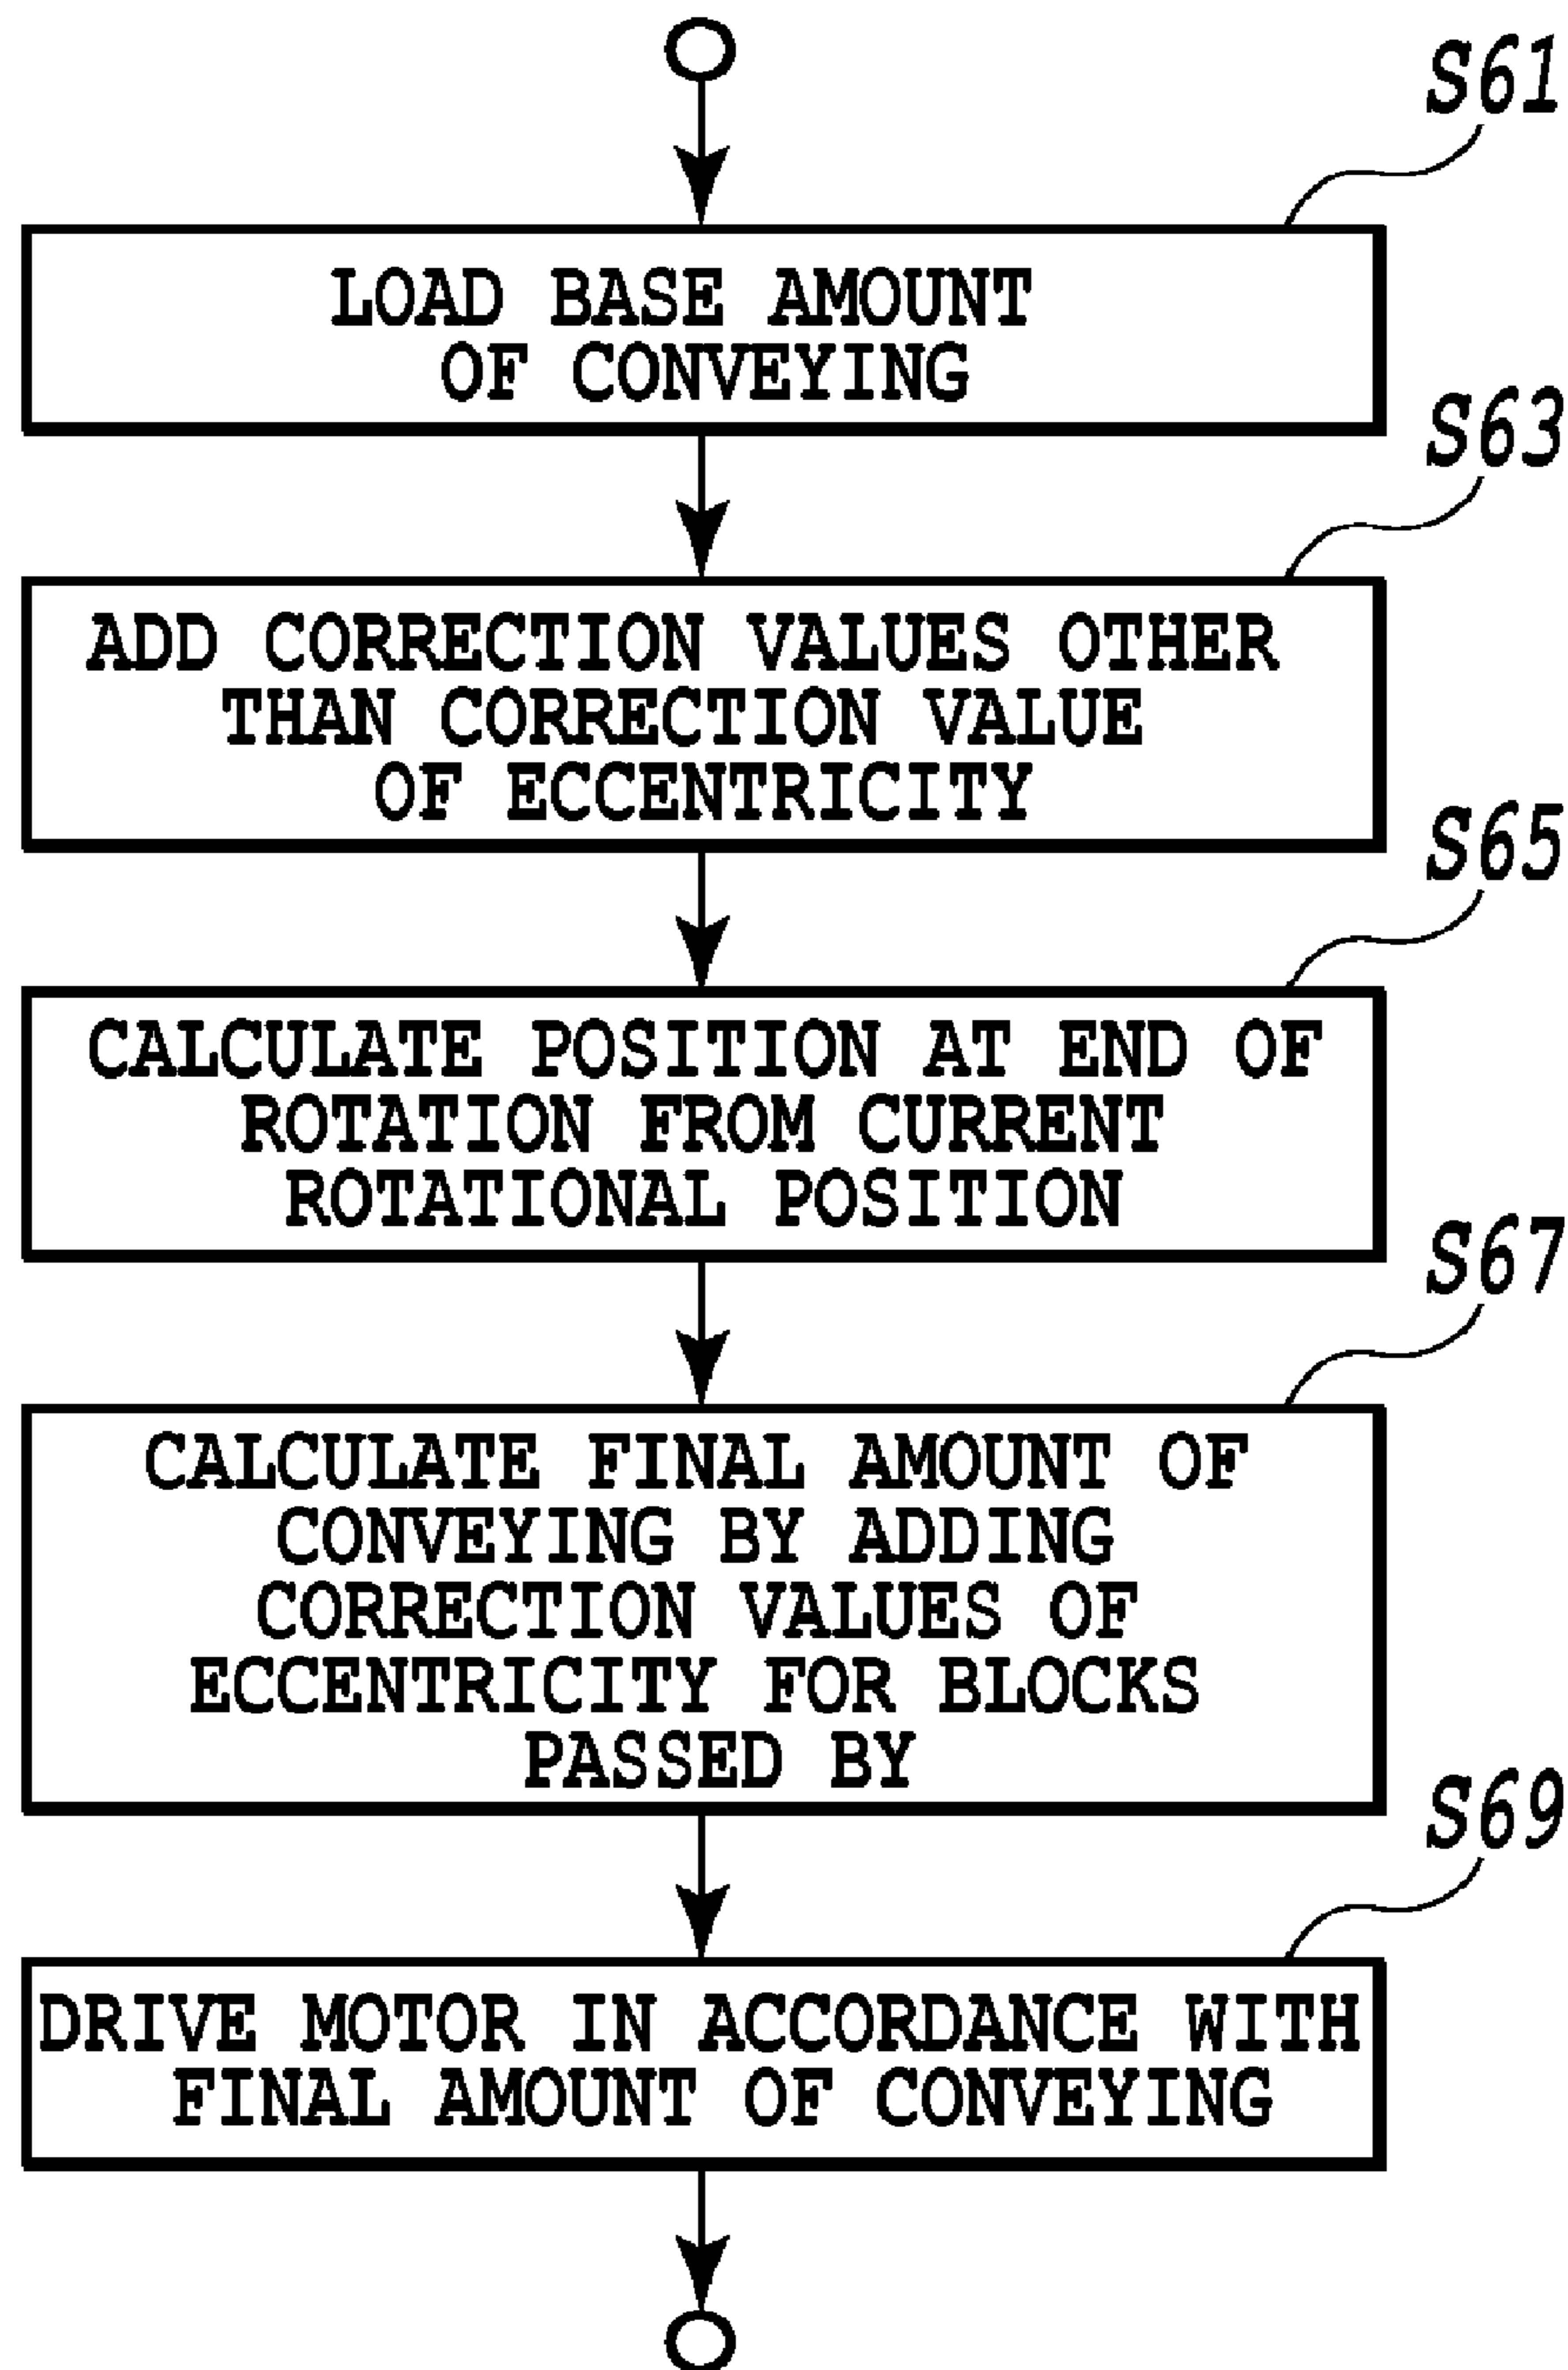 S61
LOAD BASE AMOUNT
OF CONVEYING
S63
ADD CORRECTION VALUES OTHER
THAN CORRECTION VALUE
OF ECCENTRICITY
S65
CALCULATE POSITION AT END OF
ROTATION FROM CURRENT
ROTATIONAL POSITION
S67
CALCULATE FINAL AMOUNT OF
CONVEYING BY ADDING
CORRECTION VALUES OF
ECCENTRICITY FOR BLOCKS
PASSED BY
S69
DRIVE MOTOR IN ACCORDANCE WITH
FINAL AMOUNT OF CONVEYING